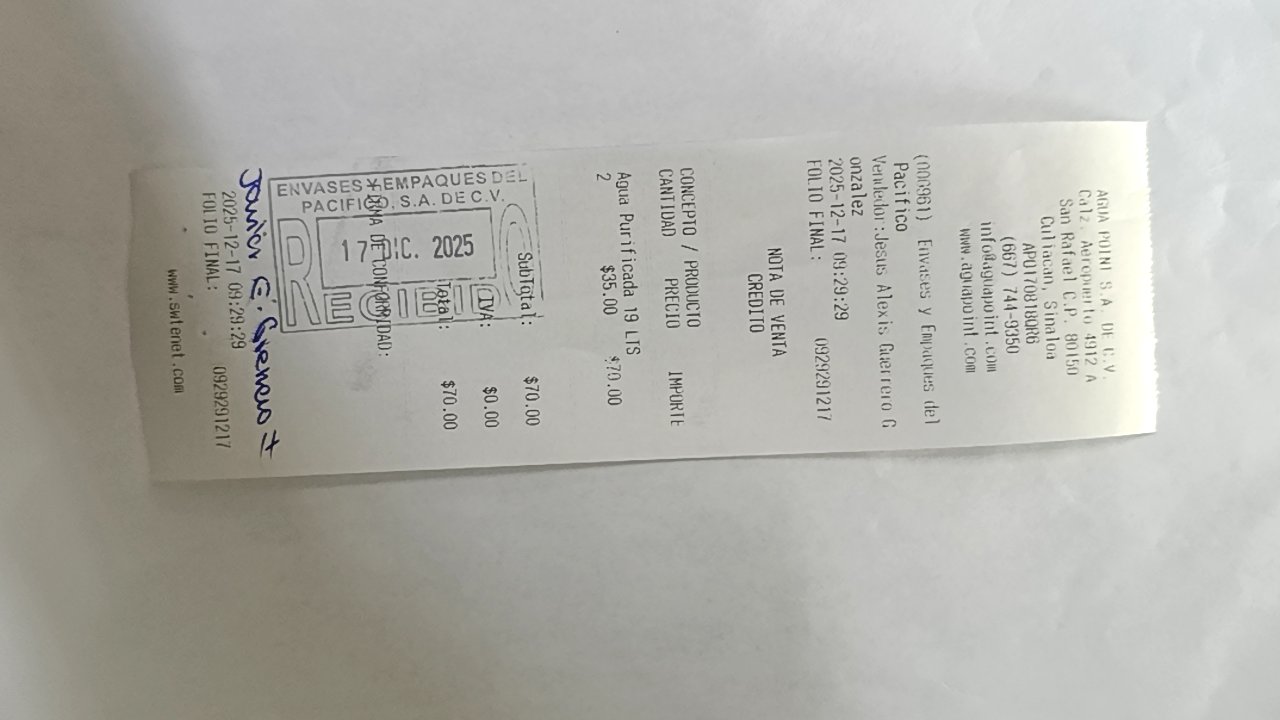 AGUA POINT S.A. DE C.V.
Calz. Aeropuerto 4912 A
San Rafael C.P. 80150
Culiacan, Sinaloa
APO170818QR6
(667) 744-9350
info@aguapoint.com
www.aguapoint.com
(000961) Envases y Empaques del
Pacifico
Vendedor:Jesus Alexis Guerrero G
onzalez
2025-12-17 09:29:29
FOLIO FINAL: 0929291217
NOTA DE VENTA
CREDITO
CONCEPTO / PRODUCTO
CANTIDAD PRECIO IMPORTE
Agua Purificada 19 LTS
2 $35.00 $70.00
SubTotal: $70.00
IVA: $0.00
Total: $70.00
FIRMA DE CONFORMIDAD:
ENVASES Y EMPAQUES DEL
PACIFICO, S.A. DE C.V.
17 DIC. 2025
RECIBIDO
Javier E. Guerrero
2025-12-17 09:29:29
FOLIO FINAL: 0929291217
www.swtenet.com